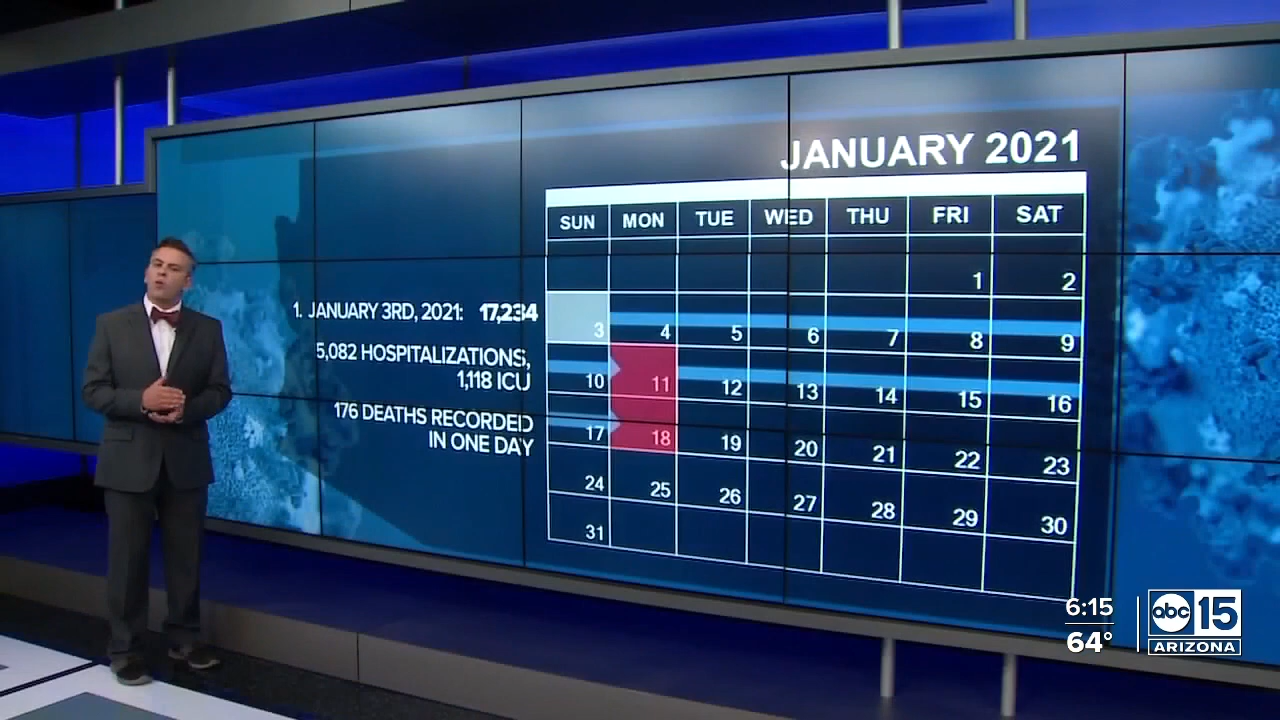 JANUARY 2021
SUN MON TUE WED THU FRI SAT
1 2
1. JANUARY 3RD, 2021: 17,234
3 4 5 6 7 8 9
5,082 HOSPITALIZATIONS,
1,118 ICU
10 11 12 13 14 15 16
176 DEATHS RECORDED
IN ONE DAY
17 18 19 20 21 22 23
24 25 26 27 28 29 30
31
6:15
64°
abc 15
ARIZONA